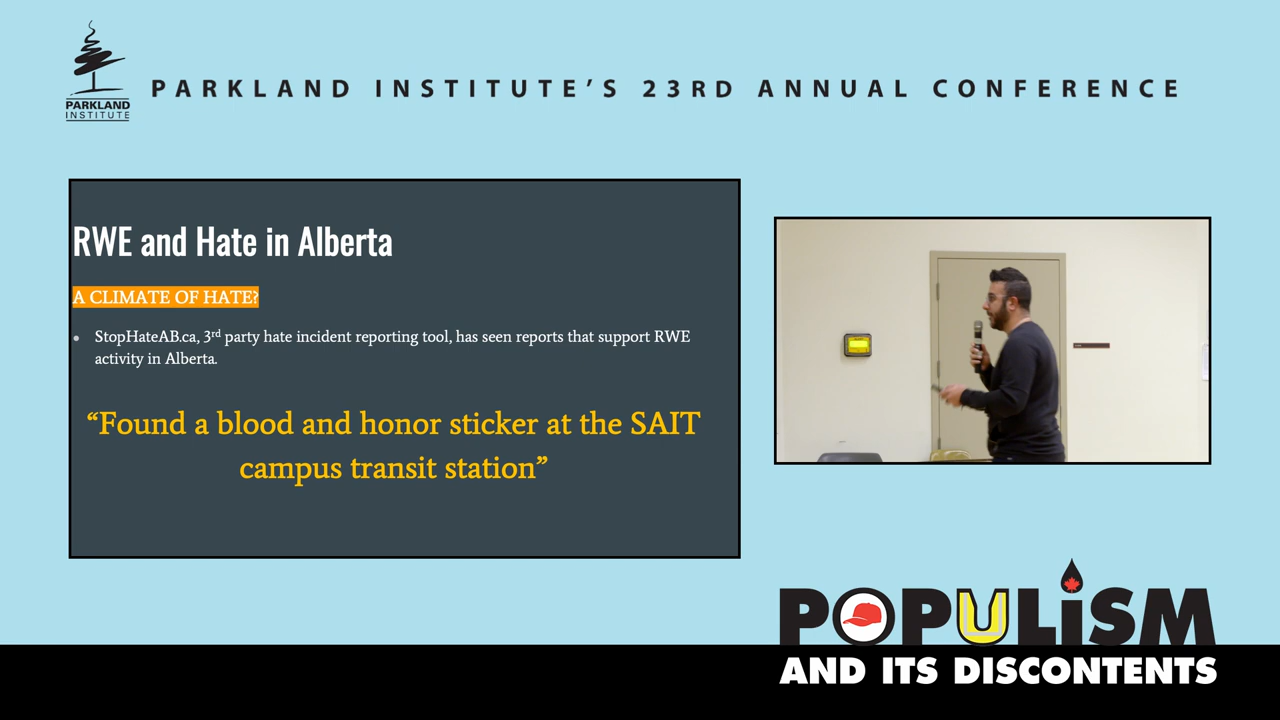 PARKLAND
INSTITUTE
PARKLAND INSTITUTE'S 23RD ANNUAL CONFERENCE
RWE and Hate in Alberta
A CLIMATE OF HATE?
• StopHateAB.ca, 3rd party hate incident reporting tool, has seen reports that support RWE
activity in Alberta.
“Found a blood and honor sticker at the SAIT
campus transit station”
POPULiSM
AND ITS DISCONTENTS